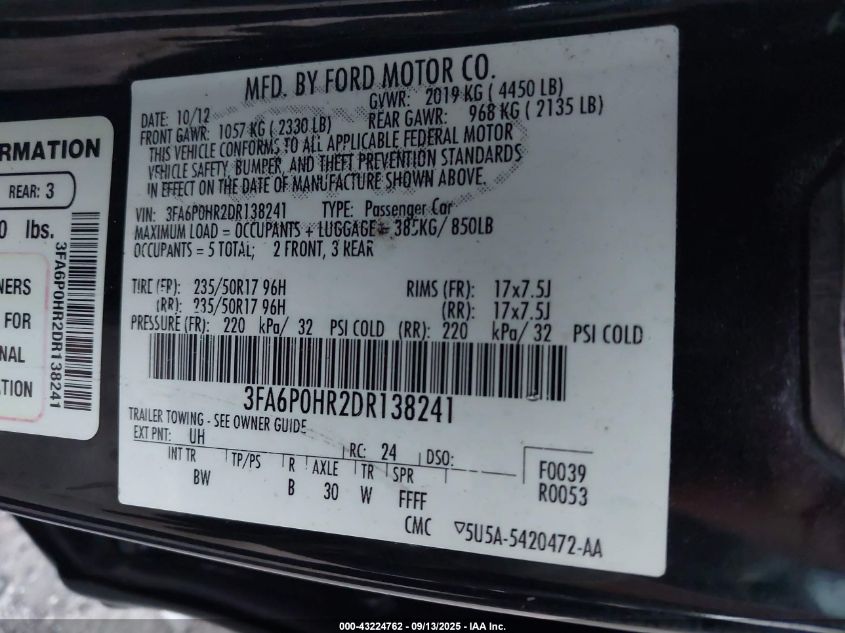 RMATION
REAR: 3
0 lbs.
3FA6P0HR2DR138241
NERS
FOR
NAL
ATION
MFD. BY FORD MOTOR CO.
DATE: 10/12 GVWR: 2019 KG ( 4450 LB)
FRONT GAWR: 1057 KG ( 2330 LB) REAR GAWR: 968 KG ( 2135 LB)
THIS VEHICLE CONFORMS TO ALL APPLICABLE FEDERAL MOTOR
VEHICLE SAFETY, BUMPER, AND THEFT PREVENTION STANDARDS
IN EFFECT ON THE DATE OF MANUFACTURE SHOWN ABOVE.
VIN: 3FA6P0HR2DR138241 TYPE: Passenger Car
MAXIMUM LOAD = OCCUPANTS + LUGGAGE = 385KG/ 850LB
OCCUPANTS = 5 TOTAL; 2 FRONT, 3 REAR
TIRE (FR): 235/50R17 96H RIMS (FR): 17x7.5J
(RR): 235/50R17 96H (RR): 17x7.5J
PRESSURE (FR): 220 kPa/ 32 PSI COLD (RR): 220 kPa/ 32 PSI COLD
3FA6P0HR2DR138241
TRAILER TOWING - SEE OWNER GUIDE
EXT PNT: UH RC: 24 DSO:
INT TR TP/PS R AXLE TR SPR F0039
BW B 30 W FFFF R0053
CMC ▽5U5A-5420472-AA
000-43224762 - 09/13/2025 - IAA Inc.